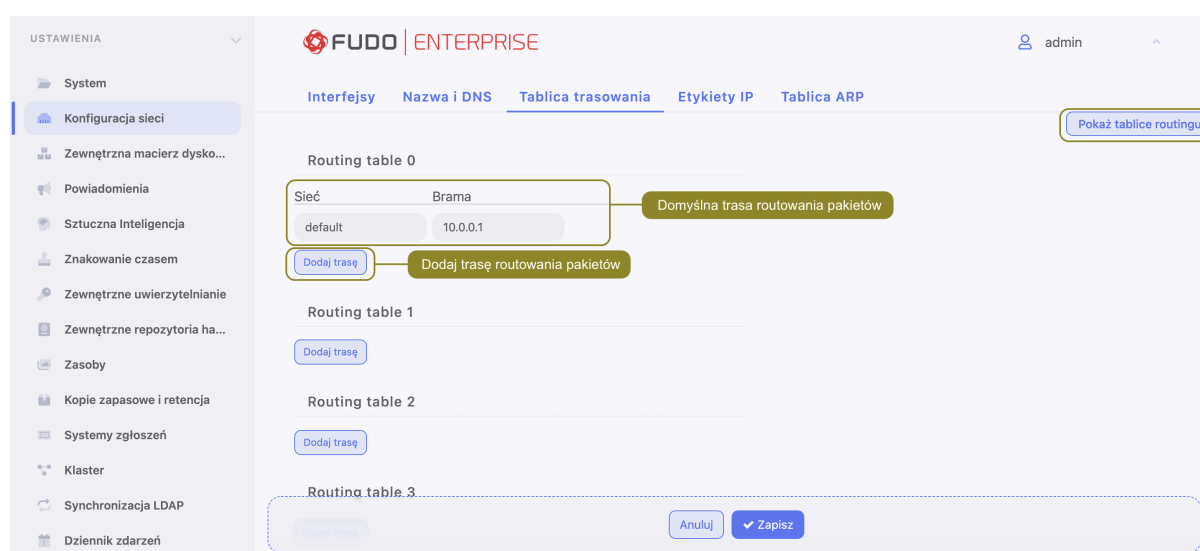 USTAWIENIA
FUDO ENTERPRISE
admin
System
Konfiguracja sieci
Zewnętrzna macierz dysko...
Powiadomienia
Sztuczna Inteligencja
Znakowanie czasem
Zewnętrzne uwierzytelnianie
Zewnętrzne repozytoria ha...
Zasoby
Kopie zapasowe i retencja
Systemy zgłoszeń
Klaster
Synchronizacja LDAP
Dziennik zdarzeń
Interfejsy Nazwa i DNS Tablica trasowania Etykiety IP Tablica ARP
Pokaż tablice routingu
Routing table 0
Sieć Brama
default 10.0.0.1
Domyślna trasa routowania pakietów
Dodaj trasę
Dodaj trasę routowania pakietów
Routing table 1
Dodaj trasę
Routing table 2
Dodaj trasę
Routing table 3
Anuluj Zapisz